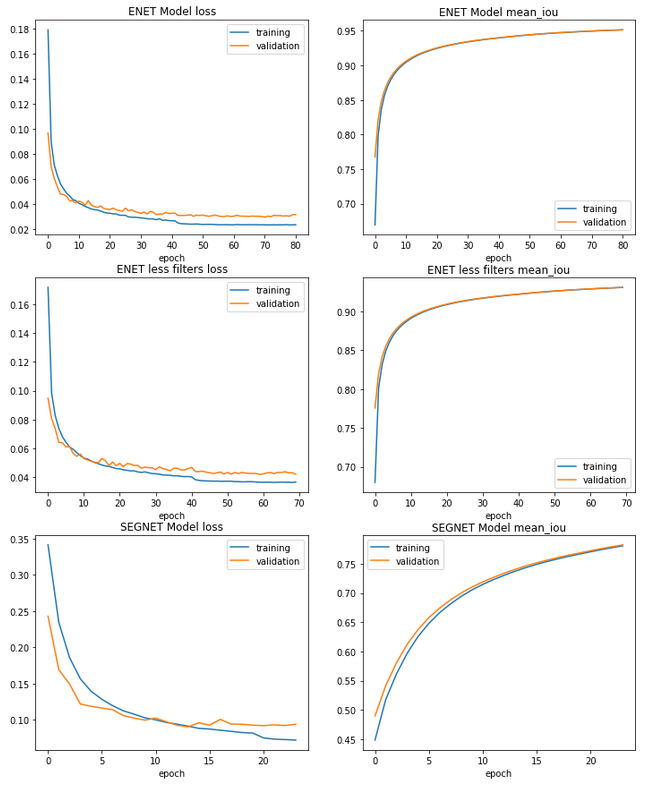 ENET Model loss
training
validation
0.18
0.16
0.14
0.12
0.10
0.08
0.06
0.04
0.02
0 10 20 30 40 50 60 70 80
epoch
ENET Model mean_iou
0.95
0.90
0.85
0.80
0.75
0.70
training
validation
0 10 20 30 40 50 60 70 80
epoch
ENET less filters loss
training
validation
0.16
0.14
0.12
0.10
0.08
0.06
0.04
0 10 20 30 40 50 60 70
epoch
ENET less filters mean_iou
0.90
0.85
0.80
0.75
0.70
training
validation
0 10 20 30 40 50 60 70
epoch
SEGNET Model loss
training
validation
0.35
0.30
0.25
0.20
0.15
0.10
0 5 10 15 20
epoch
SEGNET Model mean_iou
training
validation
0.75
0.70
0.65
0.60
0.55
0.50
0.45
0 5 10 15 20
epoch